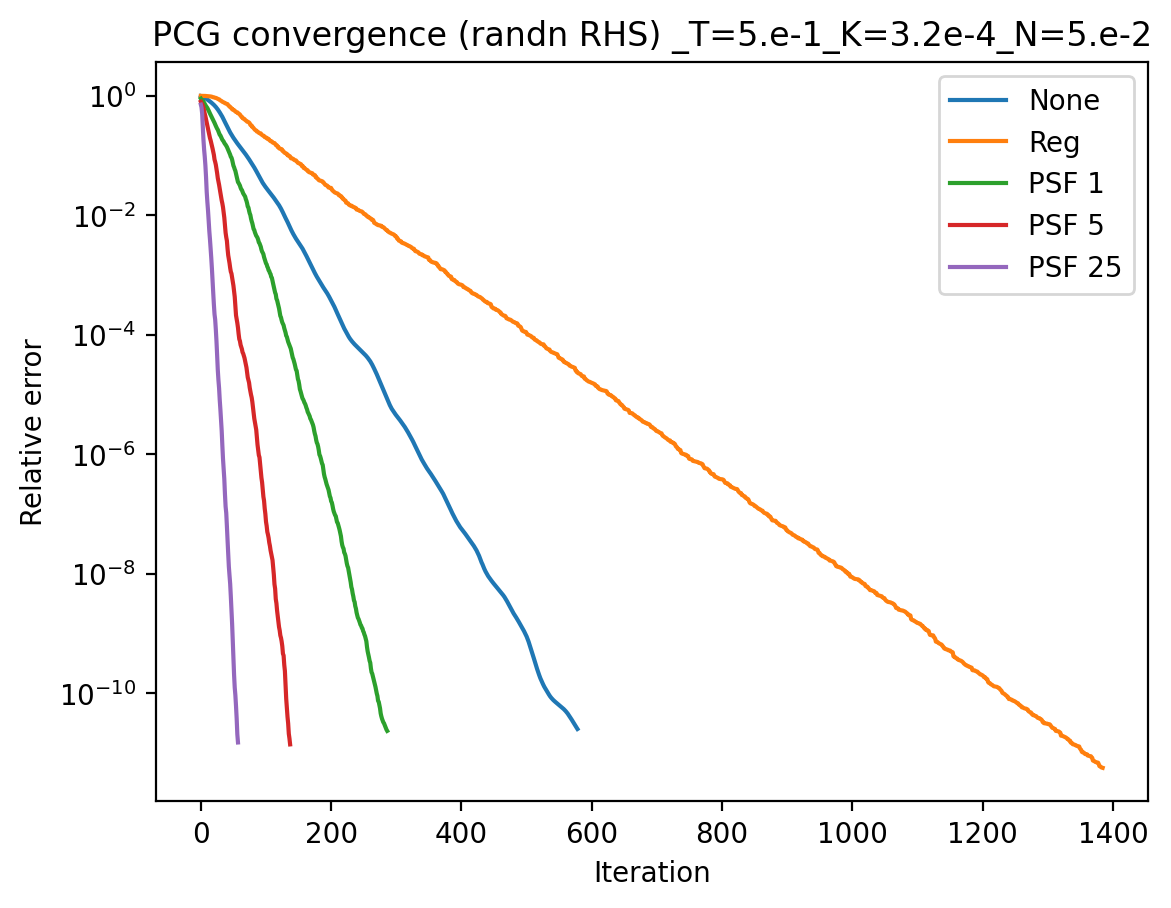 PCG convergence (randn RHS) _T=5.e-1_K=3.2e-4_N=5.e-2
None
Reg
PSF 1
PSF 5
PSF 25
Relative error
10⁰
10⁻²
10⁻⁴
10⁻⁶
10⁻⁸
10⁻¹⁰
0 200 400 600 800 1000 1200 1400
Iteration